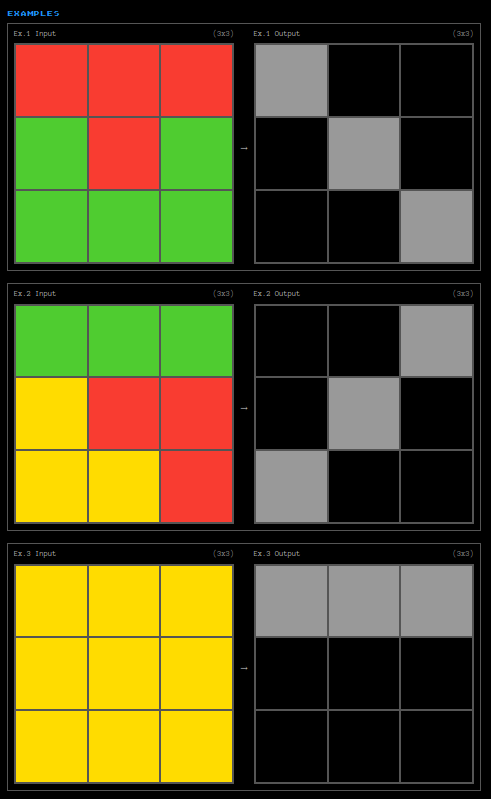 EXAMPLES
Ex.1 Input (3x3) Ex.1 Output (3x3)
→
Ex.2 Input (3x3) Ex.2 Output (3x3)
→
Ex.3 Input (3x3) Ex.3 Output (3x3)
→